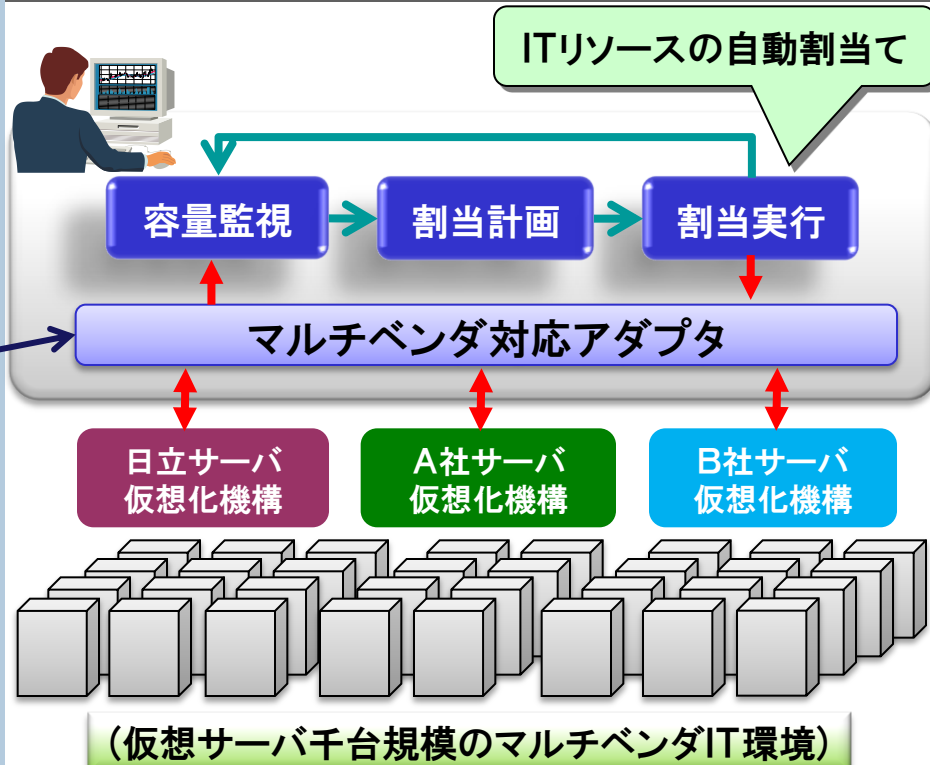 ITリソースの自動割当て
容量監視
割当計画
割当実行
マルチベンダ対応アダプタ
日立サーバ
仮想化機構
A社サーバ
仮想化機構
B社サーバ
仮想化機構
(仮想サーバ千台規模のマルチベンダIT環境)